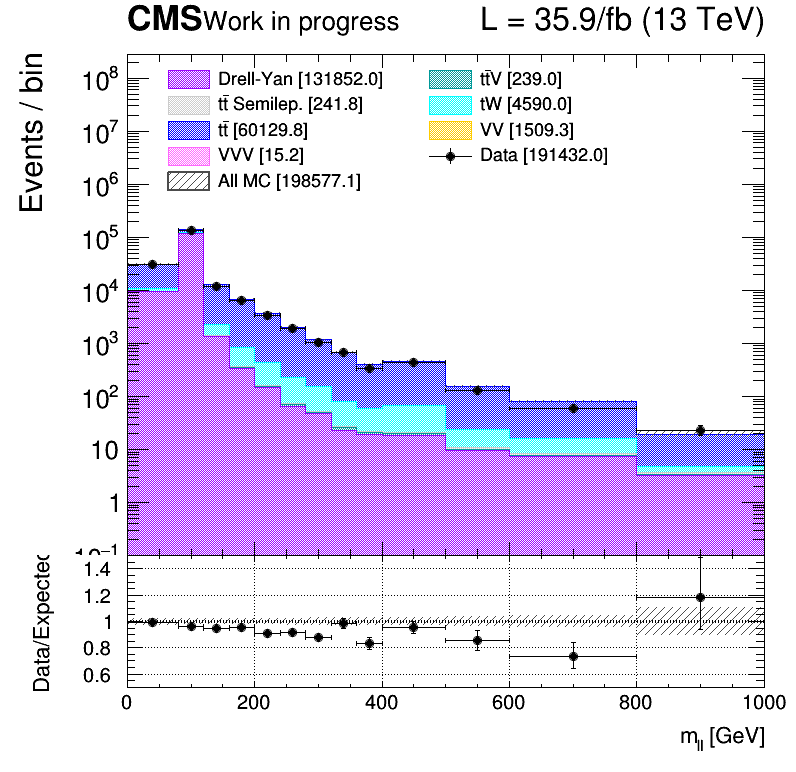 CMS Work in progress L = 35.9/fb (13 TeV)
Events / bin
10⁸
10⁷
10⁶
10⁵
10⁴
10³
10²
10
1
10⁻¹
Drell-Yan [131852.0]
tt̄ Semilep. [241.8]
tt̄ [60129.8]
VVV [15.2]
All MC [198577.1]
tt̄V [239.0]
tW [4590.0]
VV [1509.3]
Data [191432.0]
Data/Expected
1.4
1.2
1
0.8
0.6
0 200 400 600 800 1000
m_ll [GeV]